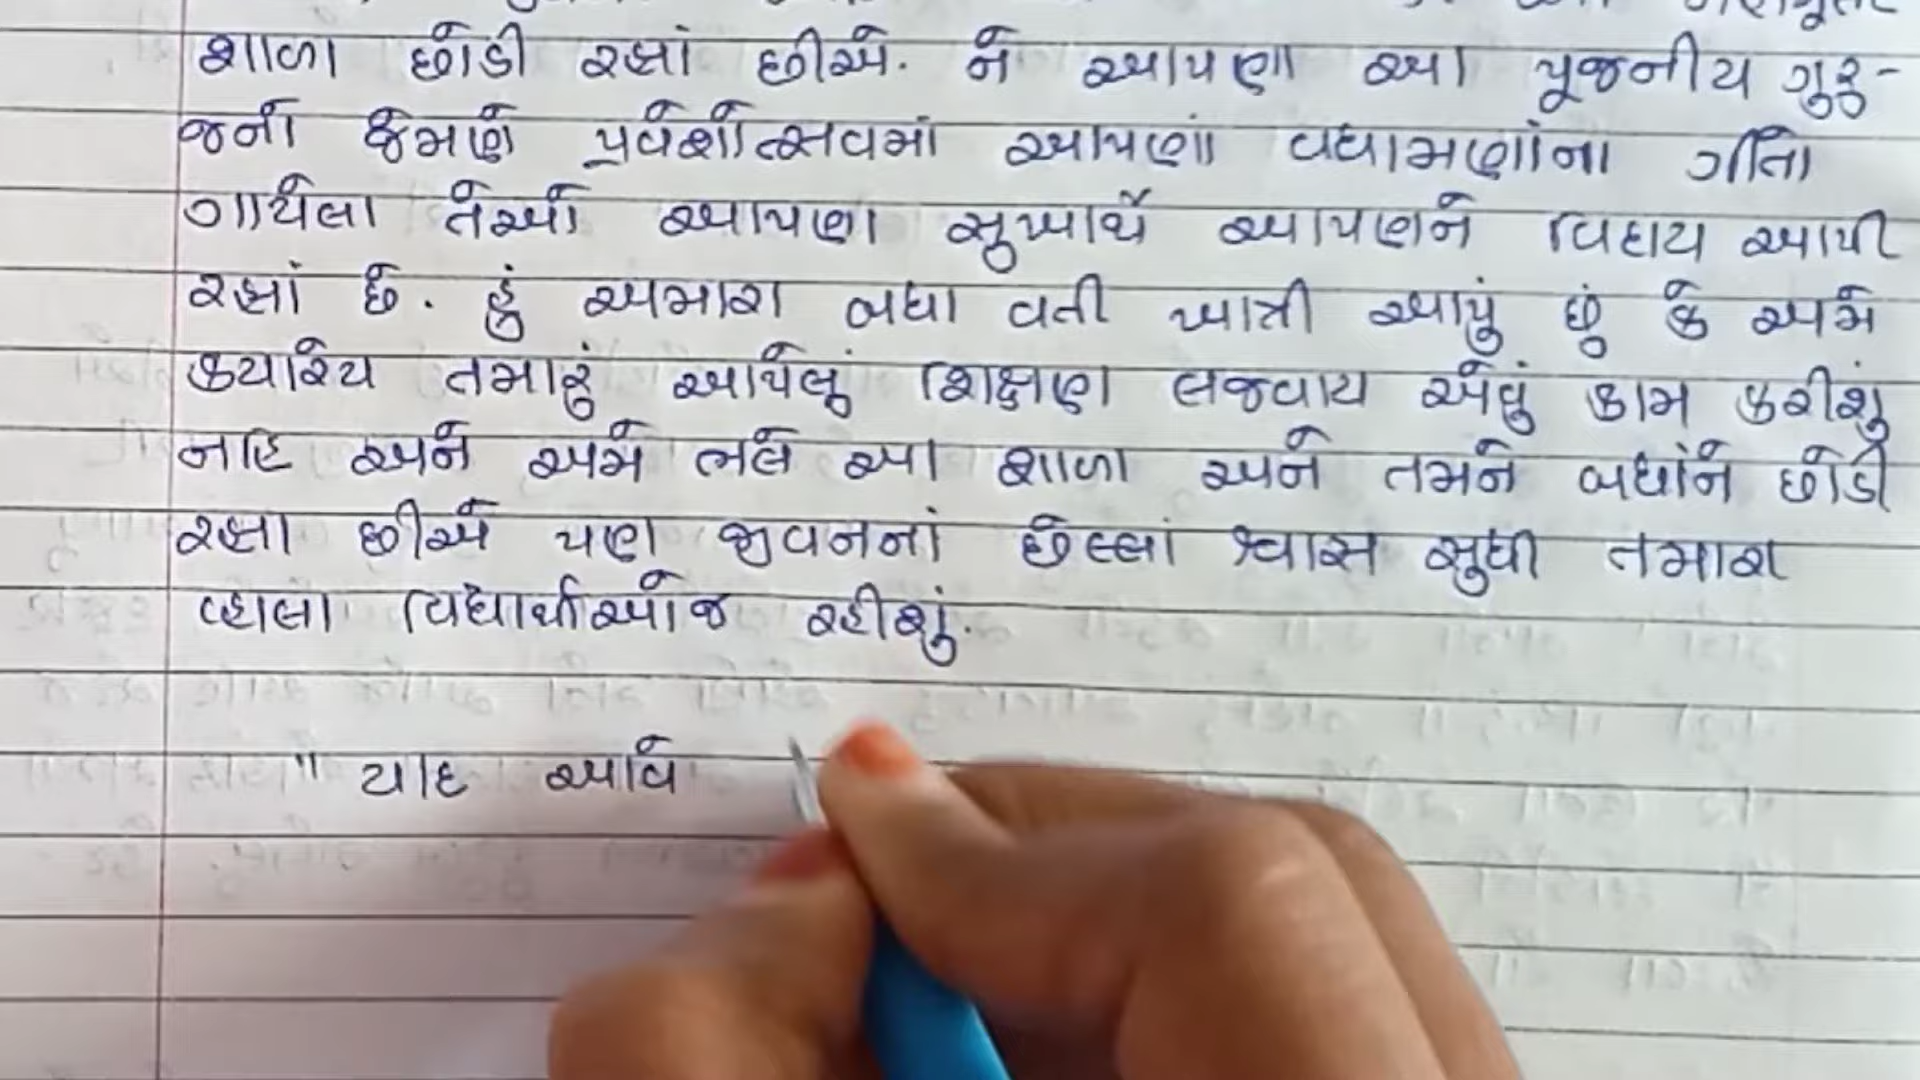 શાળા છોડી રહ્યાં છીએ. ને આપણા આ પૂજનીય ગુરુ-
જનો જેમણે પ્રવેશોત્સવમાં આપણાં વધામણાંના ગીતો
ગાયેલા તેઓ આપણા સુખાર્થે આપણને વિદાય આપી
રહ્યાં છે. હું અમારા બધા વતી ખાત્રી આપું છું કે અમે
ક્યારેય તમારું આપેલું શિક્ષણ લજવાય એવું કામ કરીશું
નહિ અને અમે ભલે આ શાળા અને તમને બધાંને છોડી
રહ્યા છીએ પણ જીવનનાં છેલ્લાં શ્વાસ સુધી તમારા
વ્હાલા વિદ્યાર્થીઓજ રહીશું.
" યાદ આવે